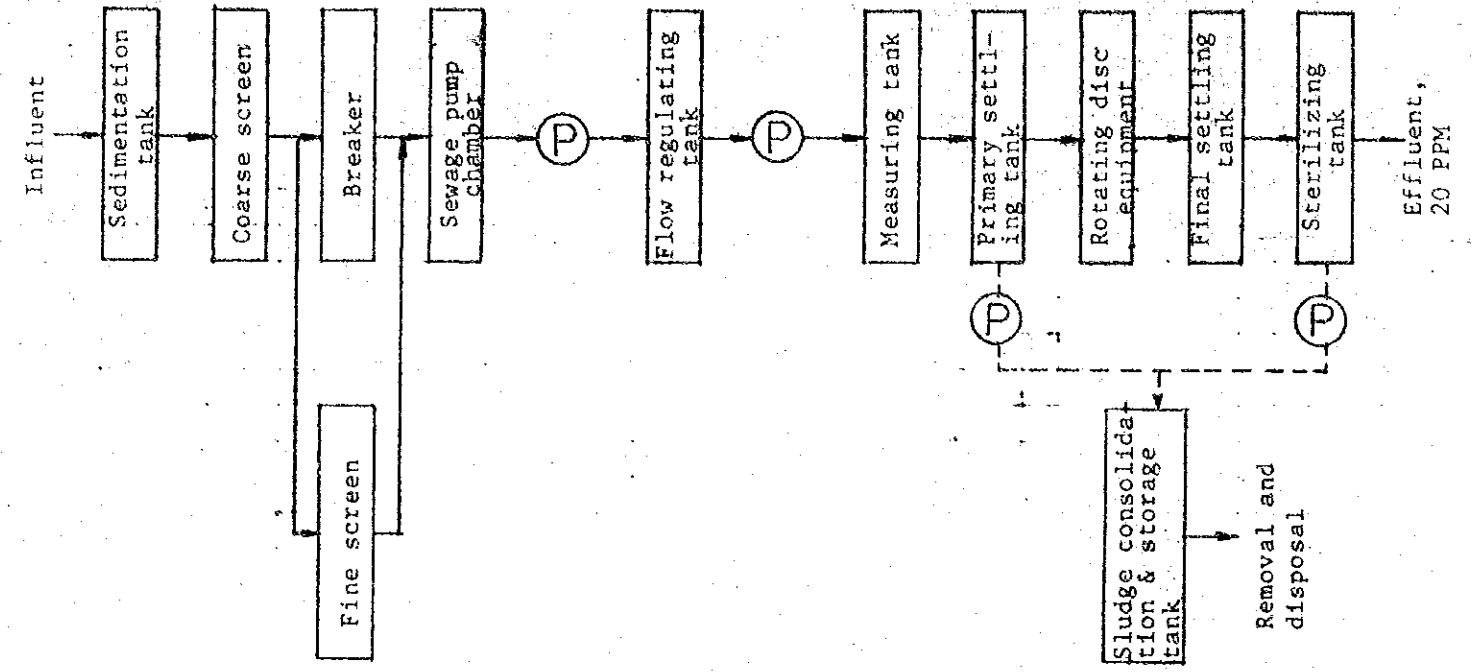 Influent
Sedimentation
tank
Coarse screen
Breaker
Fine screen
Sewage pump
chamber
P
Flow regulating
tank
P
Measuring tank
Primary settl-
ing tank
P
Rotating disc
equipment
Final settling
tank
Sterilizing
tank
P
Effluent,
20 PPM
Sludge consolida-
tion & storage
tank
Removal and
disposal